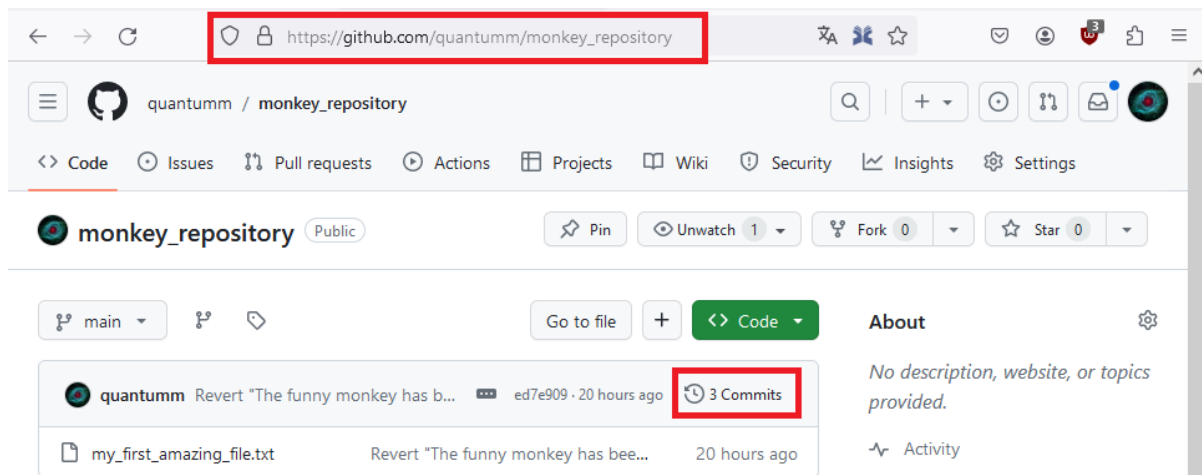 https://github.com/quantumm/monkey_repository
3
quantumm / monkey_repository
Code Issues Pull requests Actions Projects Wiki Security Insights Settings
monkey_repository Public Pin Unwatch 1 Fork 0 Star 0
main Go to file + Code About
quantumm Revert "The funny monkey has b... ed7e909 · 20 hours ago 3 Commits
No description, website, or topics
provided.
my_first_amazing_file.txt Revert "The funny monkey has bee... 20 hours ago
Activity